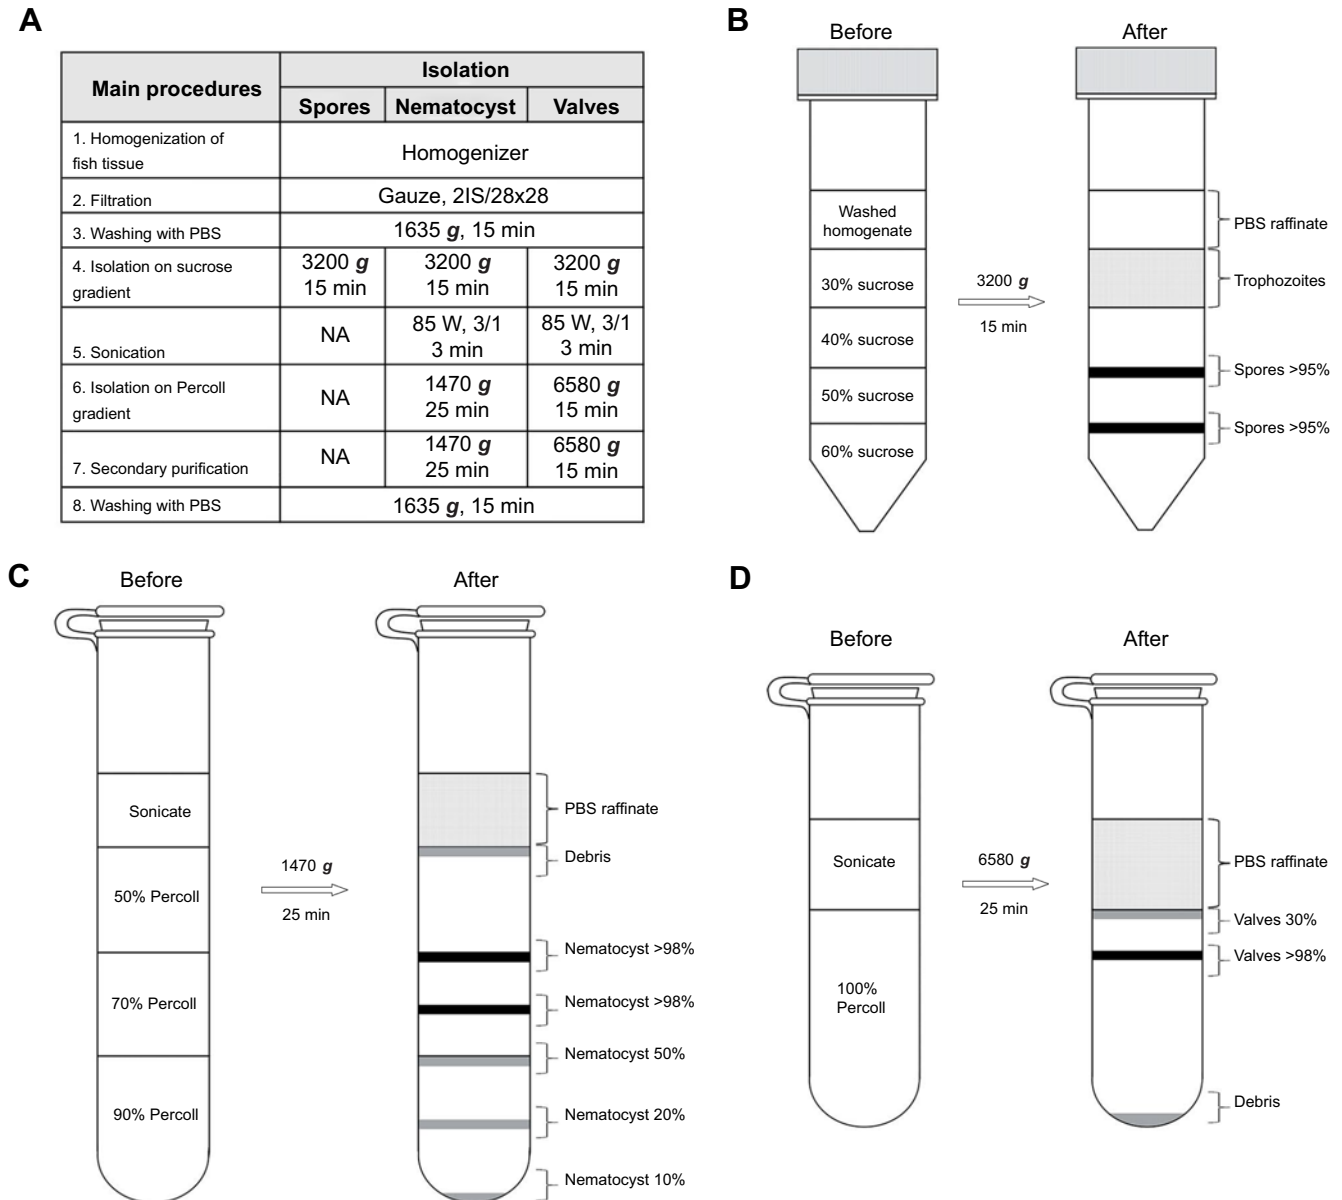 A
Main procedures
Isolation
Spores
Nematocyst
Valves
1. Homogenization of
fish tissue
Homogenizer
2. Filtration
Gauze, 2IS/28x28
3. Washing with PBS
1635 g, 15 min
4. Isolation on sucrose
gradient
3200 g
15 min
3200 g
15 min
3200 g
15 min
5. Sonication
NA
85 W, 3/1
3 min
85 W, 3/1
3 min
6. Isolation on Percoll
gradient
NA
1470 g
25 min
6580 g
15 min
7. Secondary purification
NA
1470 g
25 min
6580 g
15 min
8. Washing with PBS
1635 g, 15 min
B
Before
After
Washed
homogenate
30% sucrose
40% sucrose
50% sucrose
60% sucrose
3200 g
15 min
PBS raffinate
Trophozoites
Spores >95%
Spores >95%
C
Before
After
Sonicate
50% Percoll
70% Percoll
90% Percoll
1470 g
25 min
PBS raffinate
Debris
Nematocyst >98%
Nematocyst >98%
Nematocyst 50%
Nematocyst 20%
Nematocyst 10%
D
Before
After
Sonicate
100%
Percoll
6580 g
25 min
PBS raffinate
Valves 30%
Valves >98%
Debris